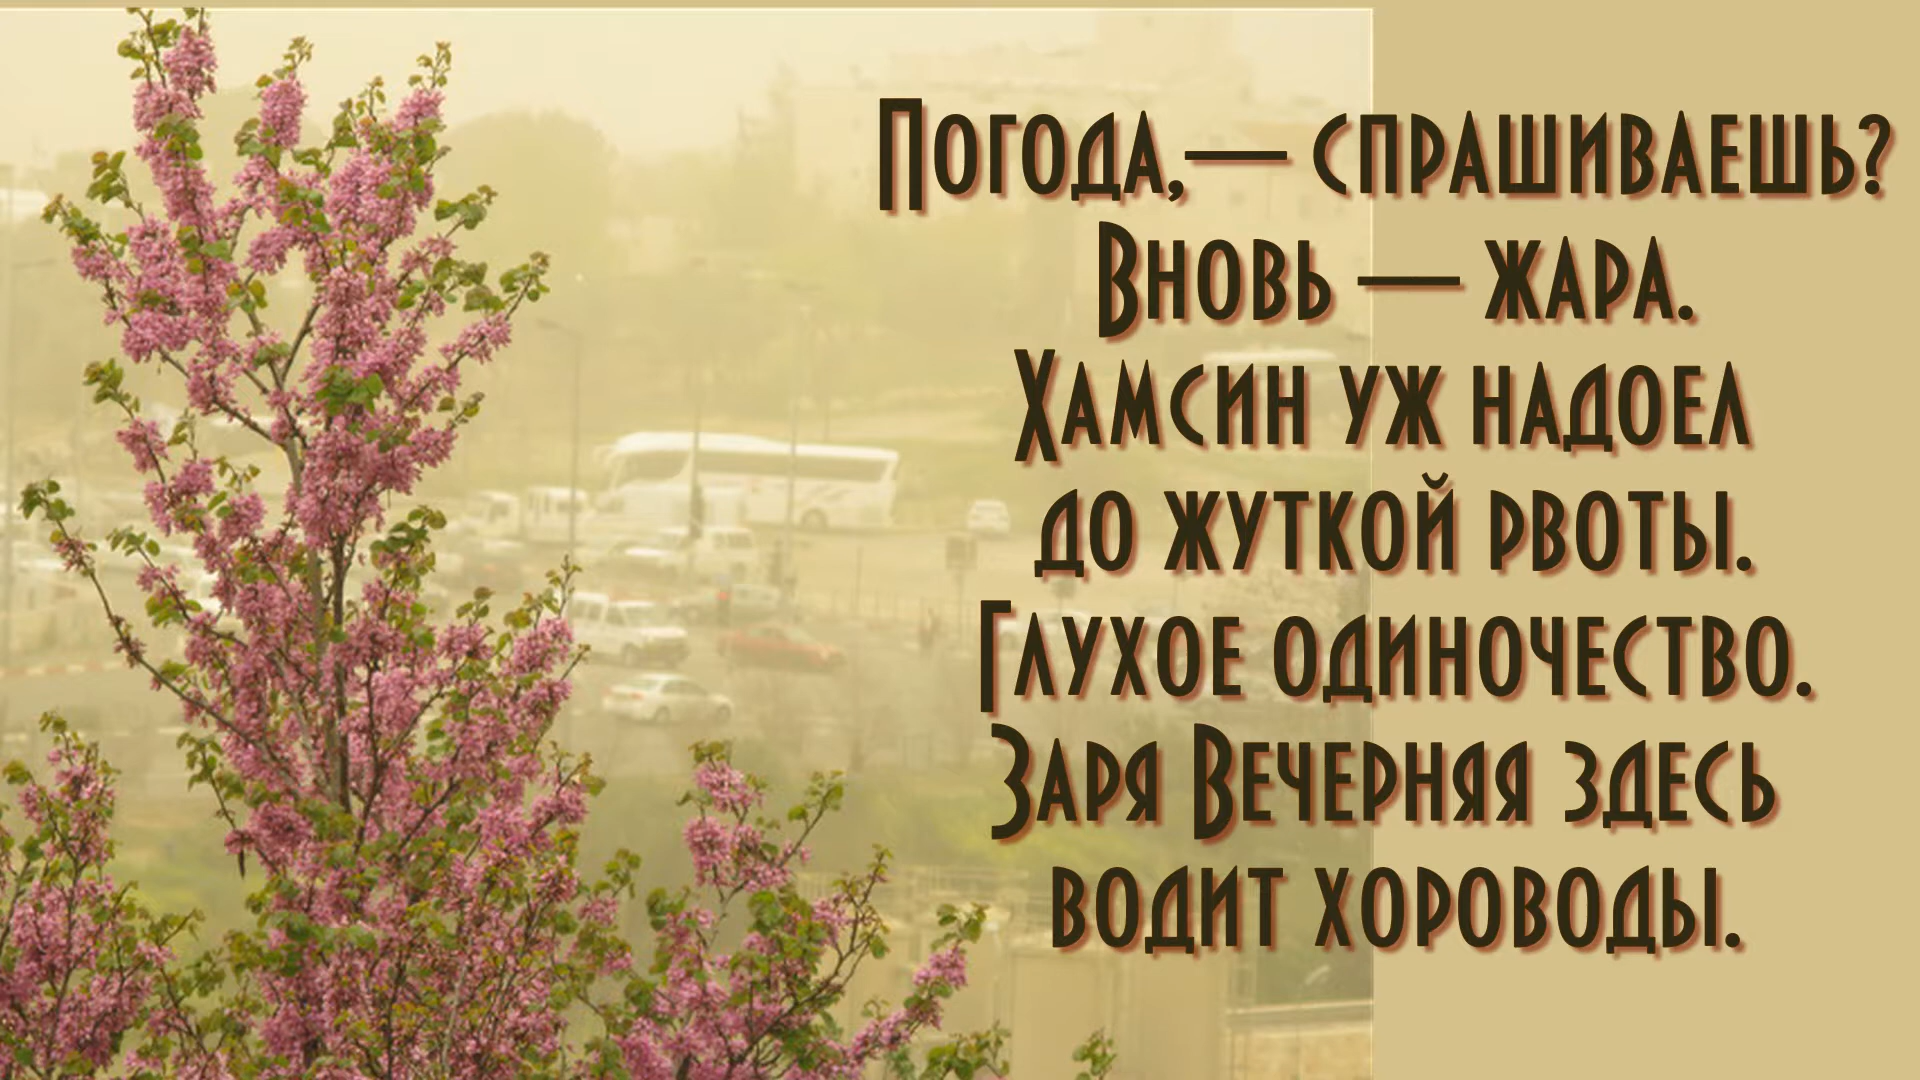 Погода,— спрашиваешь?
Вновь — жара.
Хамсин уж надоел
до жуткой рвоты.
Глухое одиночество.
Заря Вечерняя здесь
водит хороводы.